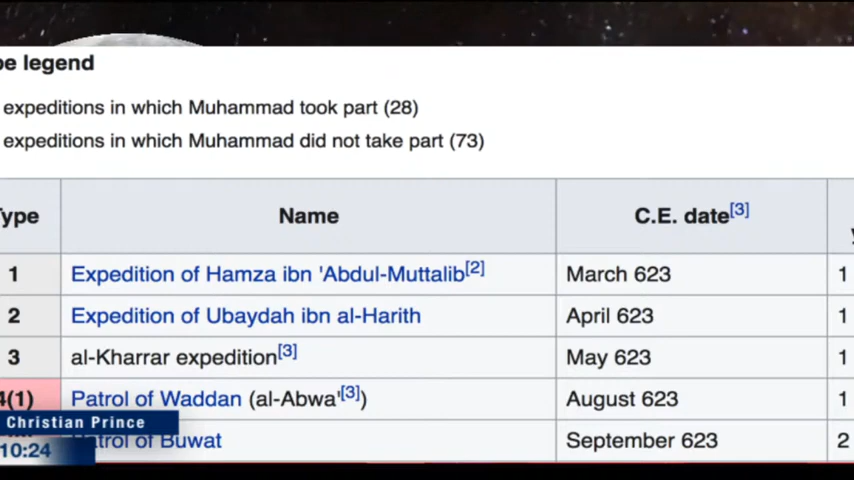 pe legend
expeditions in which Muhammad took part (28)
expeditions in which Muhammad did not take part (73)
Type Name C.E. date[3]
1 Expedition of Hamza ibn 'Abdul-Muttalib[2] March 623 1
2 Expedition of Ubaydah ibn al-Harith April 623 1
3 al-Kharrar expedition[3] May 623 1
4(1) Patrol of Waddan (al-Abwa'[3]) August 623 1
Patrol of Buwat September 623 2
Christian Prince
10:24